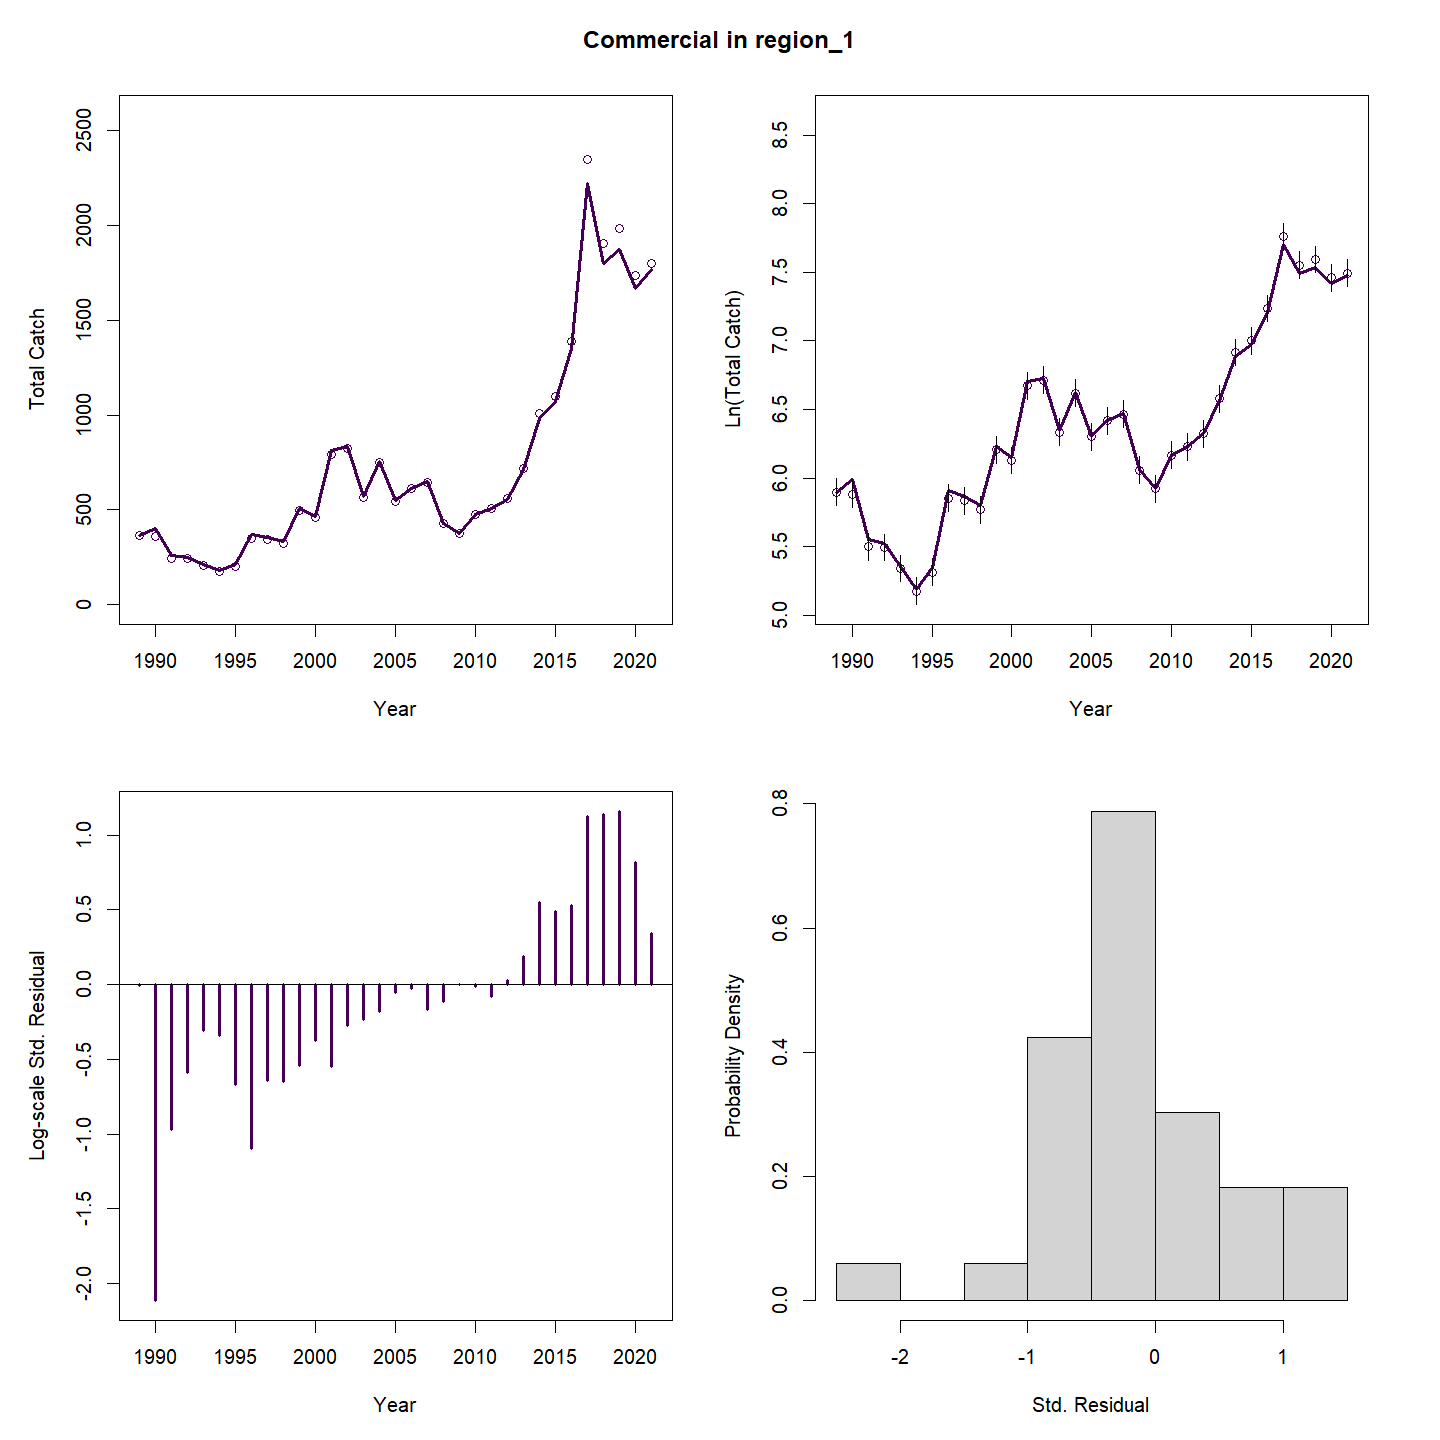 Commercial in region_1
Total Catch
2500
2000
1500
1000
500
0
1990 1995 2000 2005 2010 2015 2020
Year
Ln(Total Catch)
8.5
8.0
7.5
7.0
6.5
6.0
5.5
5.0
1990 1995 2000 2005 2010 2015 2020
Year
Log-scale Std. Residual
1.0
0.5
0.0
-0.5
-1.0
-1.5
-2.0
1990 1995 2000 2005 2010 2015 2020
Year
Probability Density
0.8
0.6
0.4
0.2
0.0
-2 -1 0 1
Std. Residual